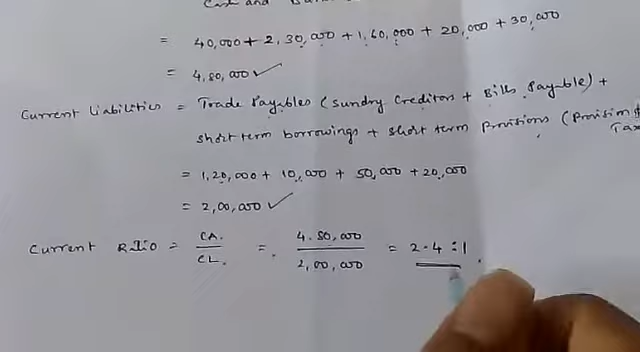 Cash and
= 40,000 + 2,30,000 + 1,60,000 + 20,000 + 30,000
= 4,80,000 ✓
Current liabilities = Trade Payables (Sundry Creditors + Bills Payable) +
short term borrowings + short term Provisions (Provision
Tax
= 1,20,000 + 10,000 + 50,000 + 20,000
= 2,00,000 ✓
Current Ratio = CA. / CL. = 4,80,000 / 2,00,000 = 2.4 : 1